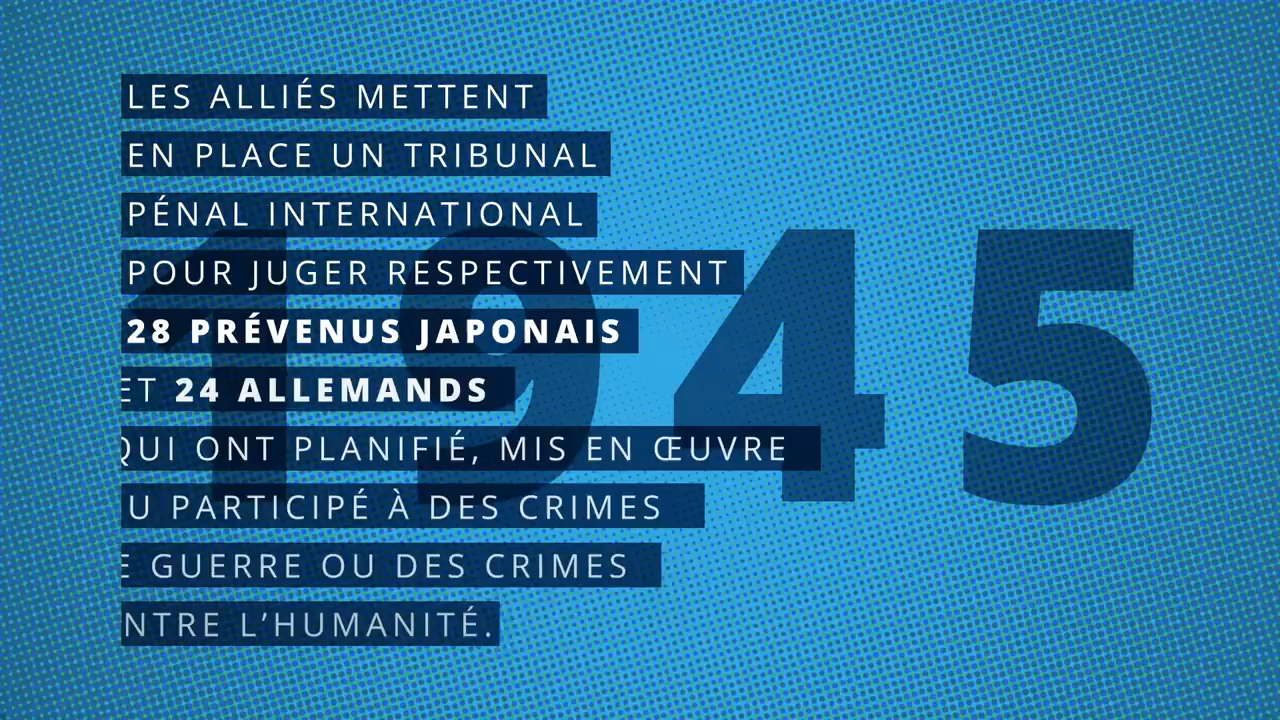 LES ALLIÉS METTENT
EN PLACE UN TRIBUNAL
PÉNAL INTERNATIONAL
POUR JUGER RESPECTIVEMENT
28 PRÉVENUS JAPONAIS
ET 24 ALLEMANDS
QUI ONT PLANIFIÉ, MIS EN ŒUVRE
U PARTICIPÉ À DES CRIMES
E GUERRE OU DES CRIMES
NTRE L’HUMANITÉ.
1945